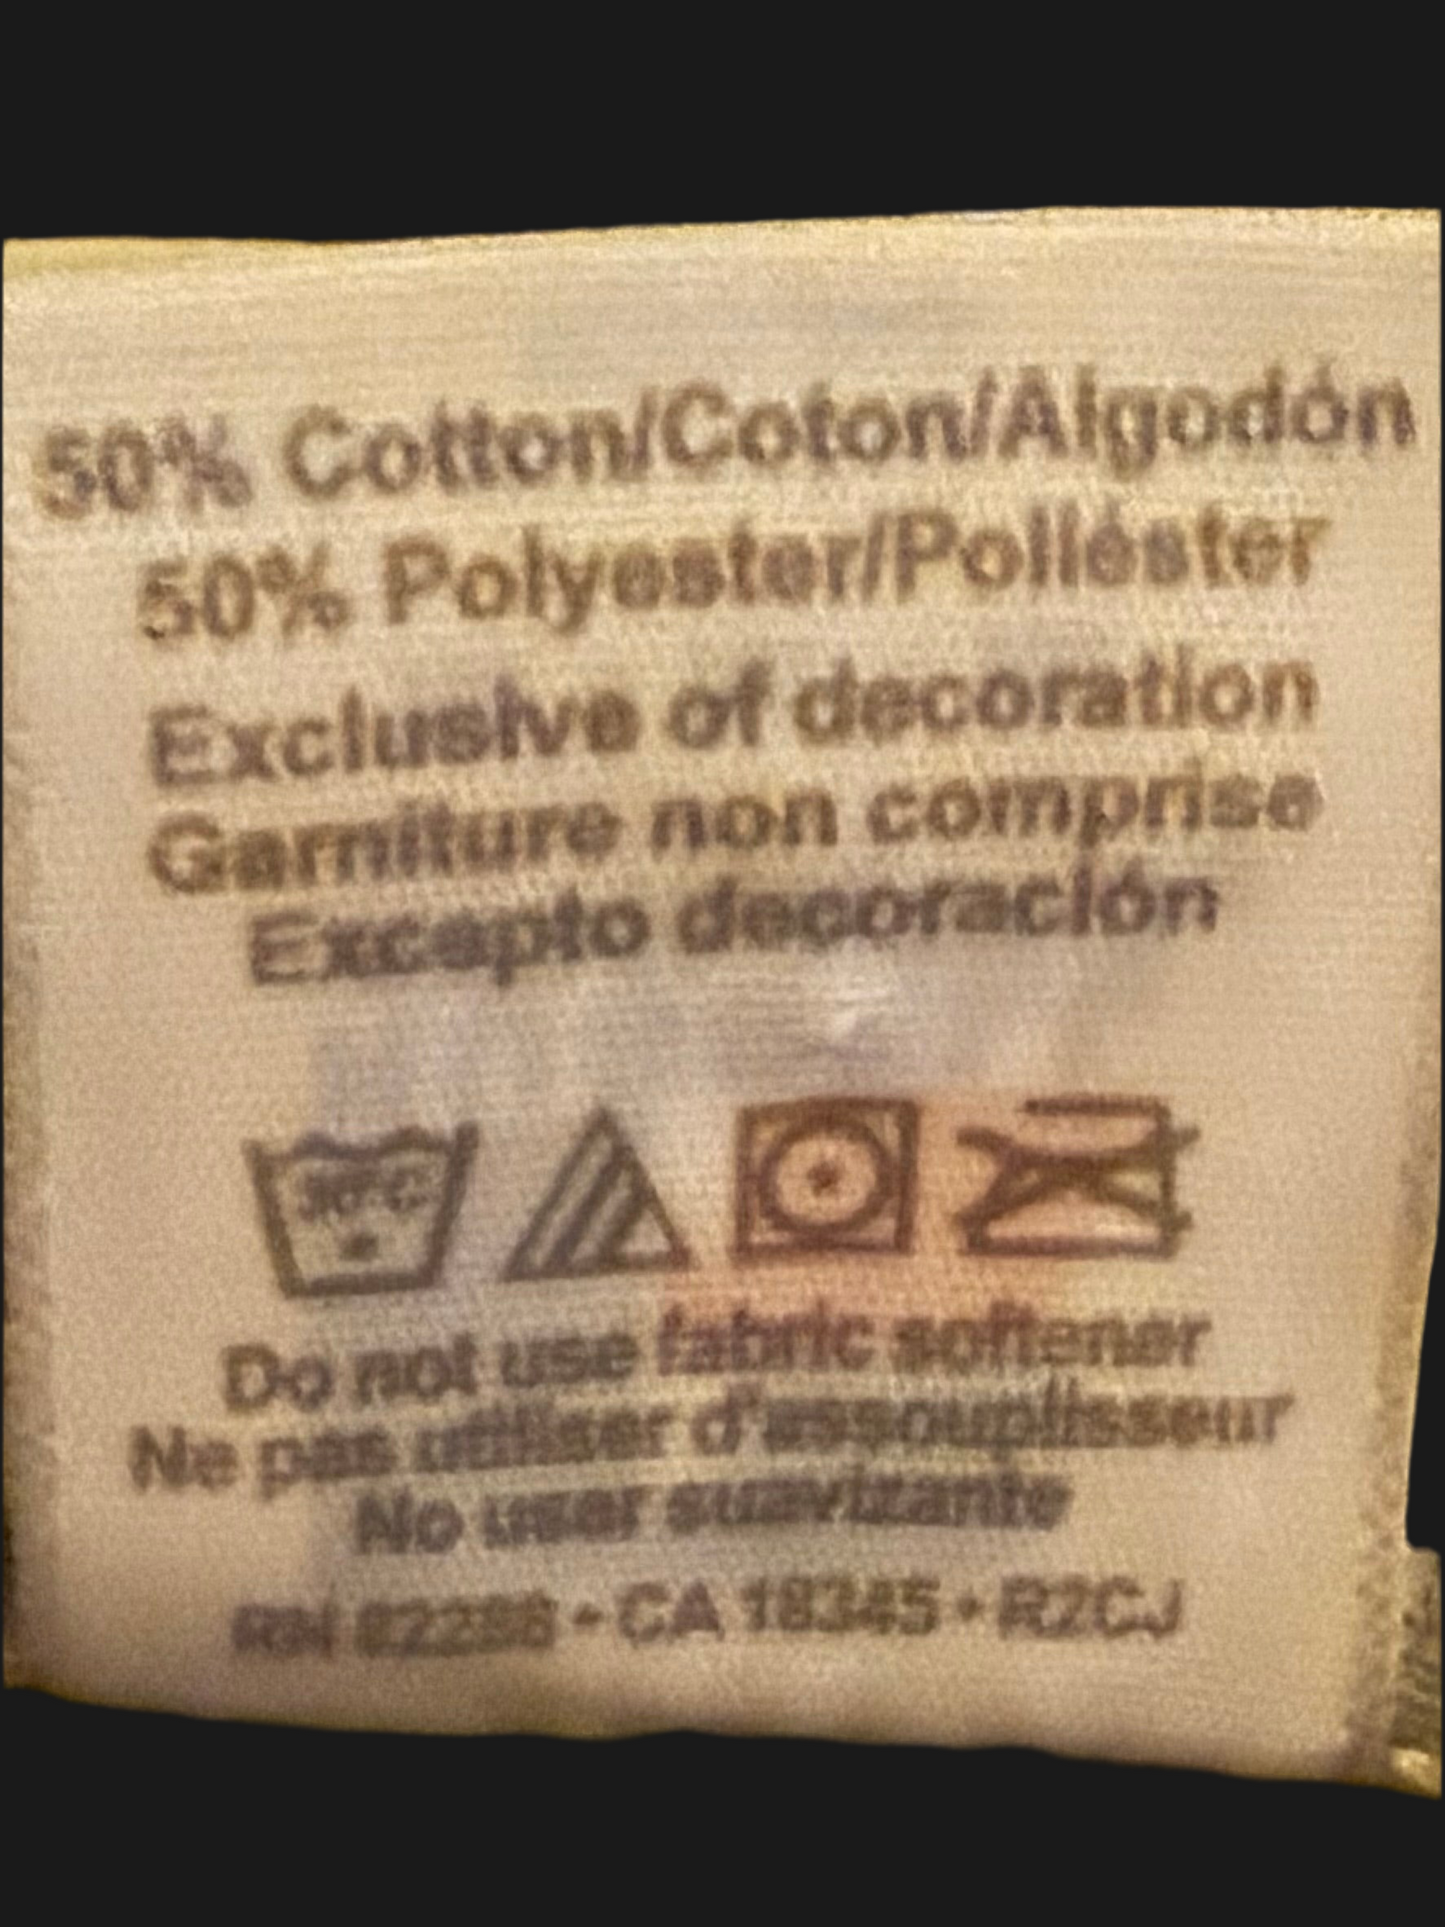 50% Cotton/Coton/Algodón
50% Polyester/Poliéster
Exclusive of decoration
Garniture non comprise
Excepto decoración
30°C
Do not use fabric softener
Ne pas utiliser d'assouplisseur
No usar suavizante
CA 18345 • R2CJ